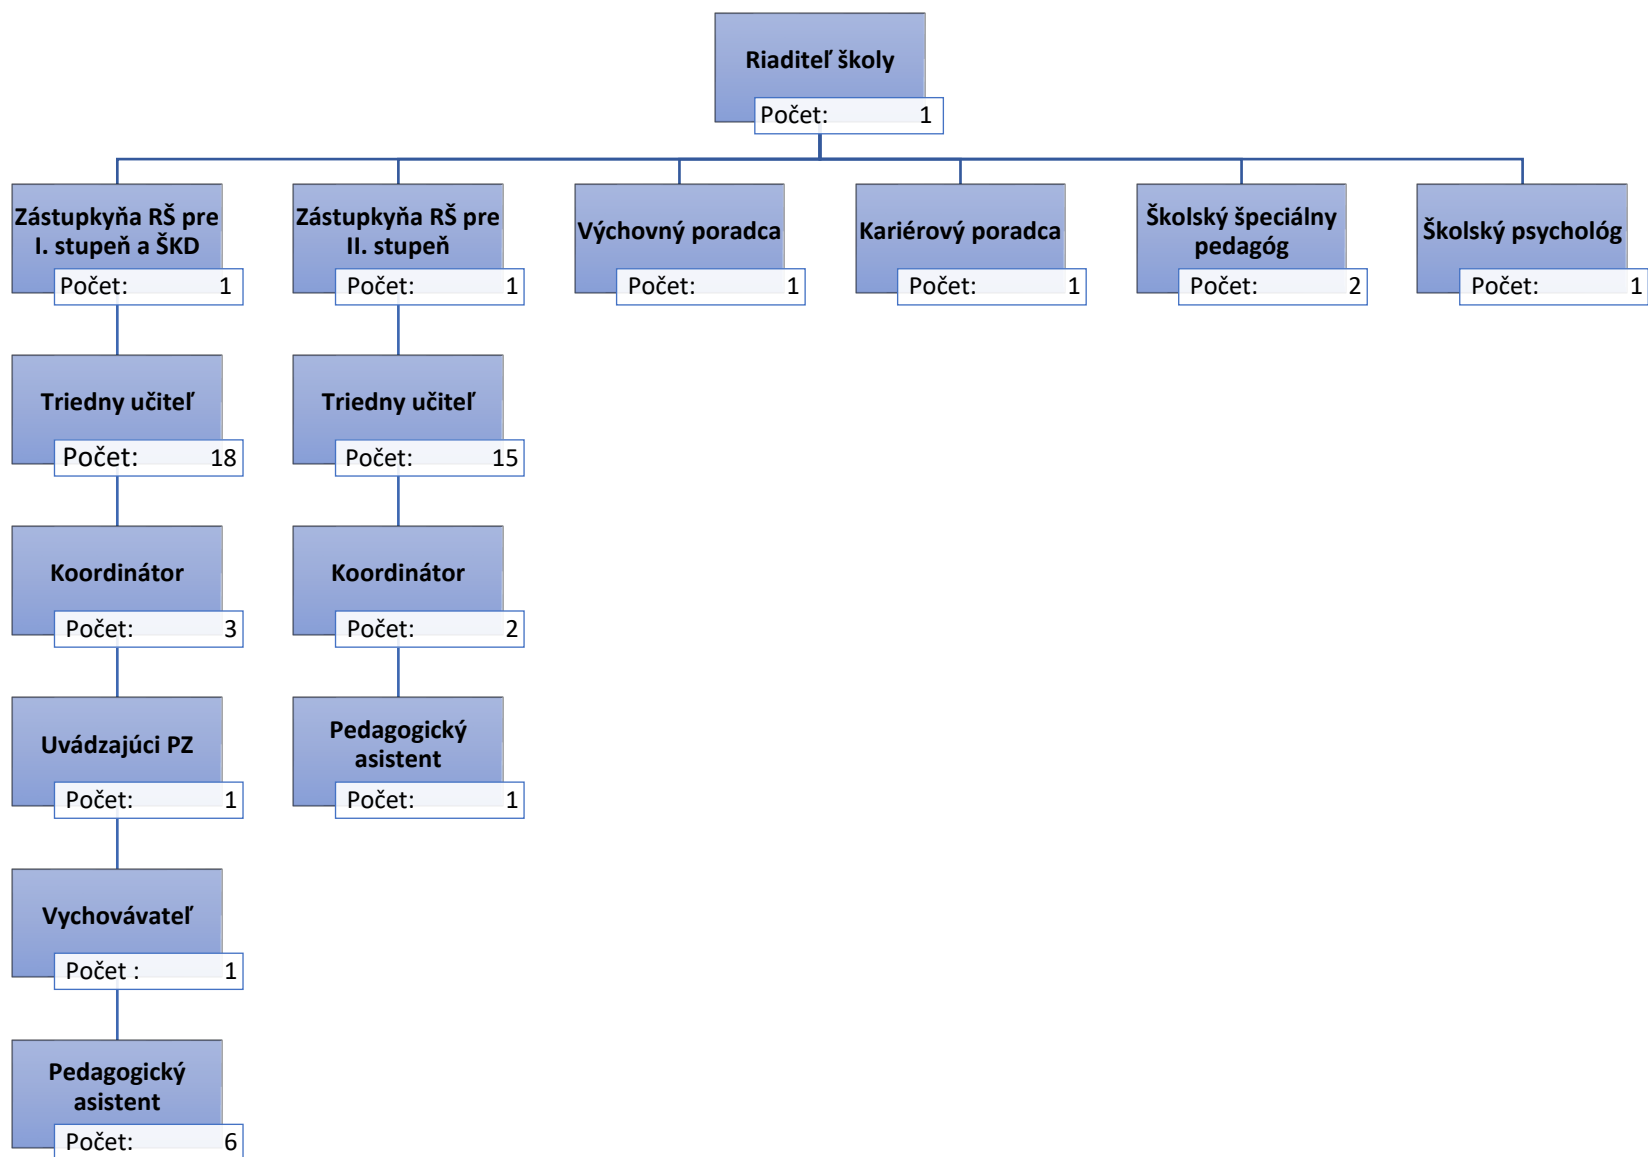 Riaditeľ školy
Počet: 1
Zástupkyňa RŠ pre
I. stupeň a ŠKD
Počet: 1
Zástupkyňa RŠ pre
II. stupeň
Počet: 1
Výchovný poradca
Počet: 1
Kariérový poradca
Počet: 1
Školský špeciálny
pedagóg
Počet: 2
Školský psychológ
Počet: 1
Triedny učiteľ
Počet: 18
Triedny učiteľ
Počet: 15
Koordinátor
Počet: 3
Koordinátor
Počet: 2
Uvádzajúci PZ
Počet: 1
Pedagogický
asistent
Počet: 1
Vychovávateľ
Počet : 1
Pedagogický
asistent
Počet: 6